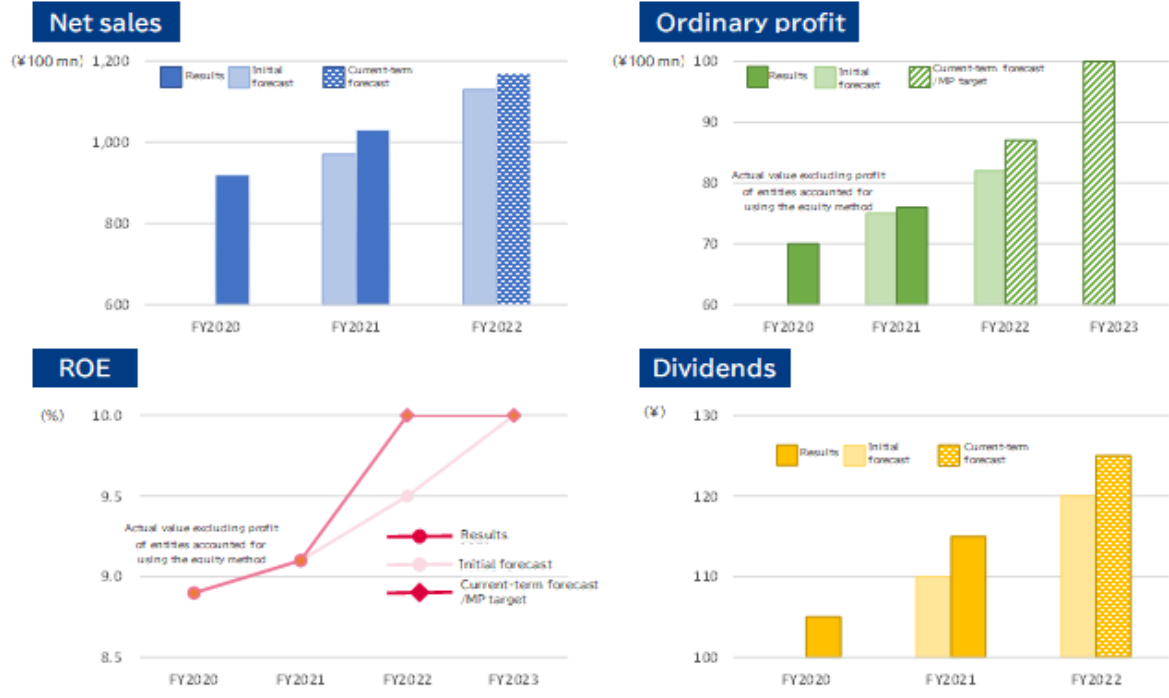 Net sales
(¥100 mn)
1,200
1,000
800
600
Results
Initial
forecast
Current-term
forecast
FY2020
FY2021
FY2022
Ordinary profit
(¥100 mn)
100
90
80
70
60
Results
Initial
forecast
Current-term forecast
/MP target
Actual value excluding profit
of entities accounted for
using the equity method
FY2020
FY2021
FY2022
FY2023
ROE
(%)
10.0
9.5
9.0
8.5
Actual value excluding profit
of entities accounted for
using the equity method
Results
Initial forecast
Current-term forecast
/MP target
FY2020
FY2021
FY2022
FY2023
Dividends
(¥)
130
120
110
100
Results
Initial
forecast
Current-term
forecast
FY2020
FY2021
FY2022